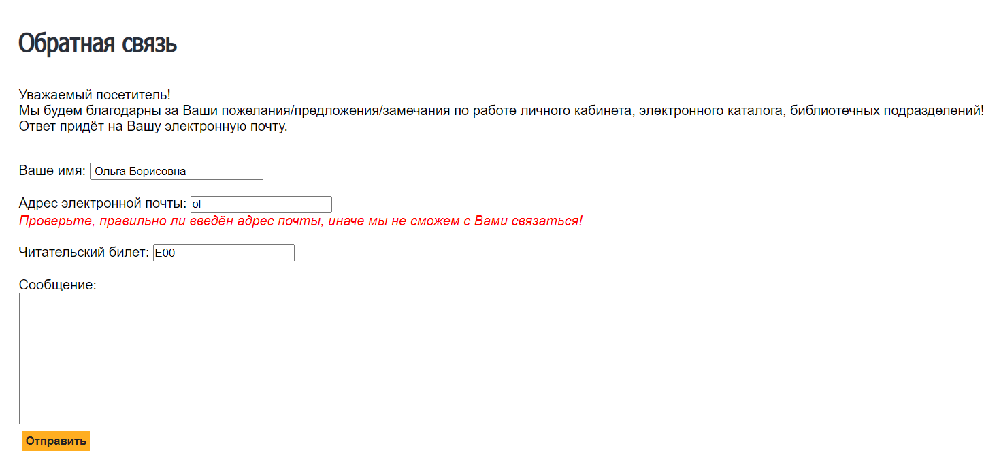 Обратная связь
Уважаемый посетитель!
Мы будем благодарны за Ваши пожелания/предложения/замечания по работе личного кабинета, электронного каталога, библиотечных подразделений!
Ответ придёт на Вашу электронную почту.
Ваше имя: Ольга Борисовна
Адрес электронной почты: ol
Проверьте, правильно ли введён адрес почты, иначе мы не сможем с Вами связаться!
Читательский билет: E00
Сообщение:
Отправить